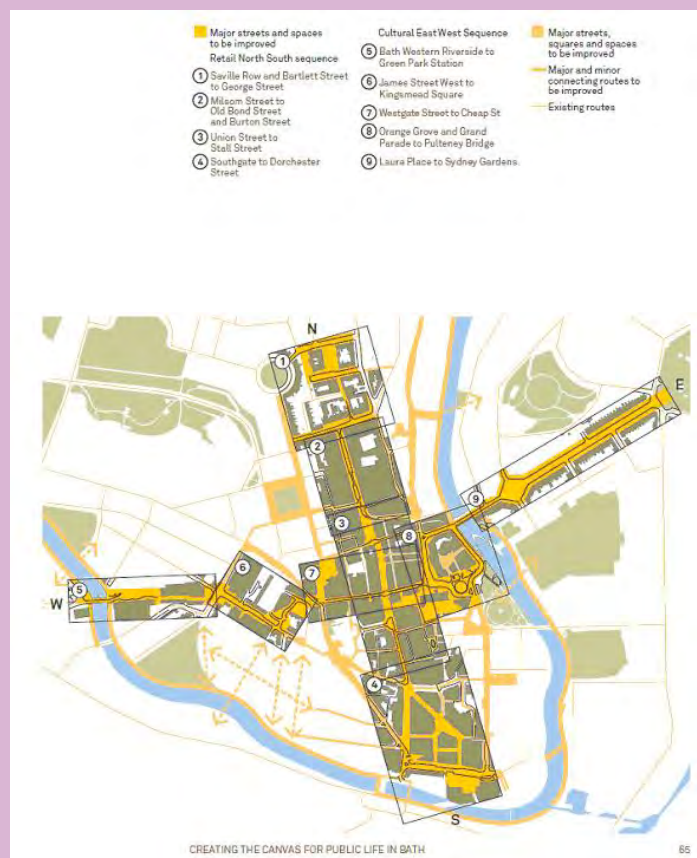 Major streets and spaces
to be improved
Retail North South sequence
1 Saville Row and Bartlett Street
to George Street
2 Milsom Street to
Old Bond Street
and Burton Street
3 Union Street to
Stall Street
4 Southgate to Dorchester
Street
Cultural East West Sequence
5 Bath Western Riverside to
Green Park Station
6 James Street West to
Kingsmead Square
7 Westgate Street to Cheap St
8 Orange Grove and Grand
Parade to Pulteney Bridge
9 Laura Place to Sydney Gardens.
Major streets,
squares and spaces
to be improved
Major and minor
connecting routes to
be improved
Existing routes
N
1
E
2
9
3
8
6
7
5
W
4
S
CREATING THE CANVAS FOR PUBLIC LIFE IN BATH
65